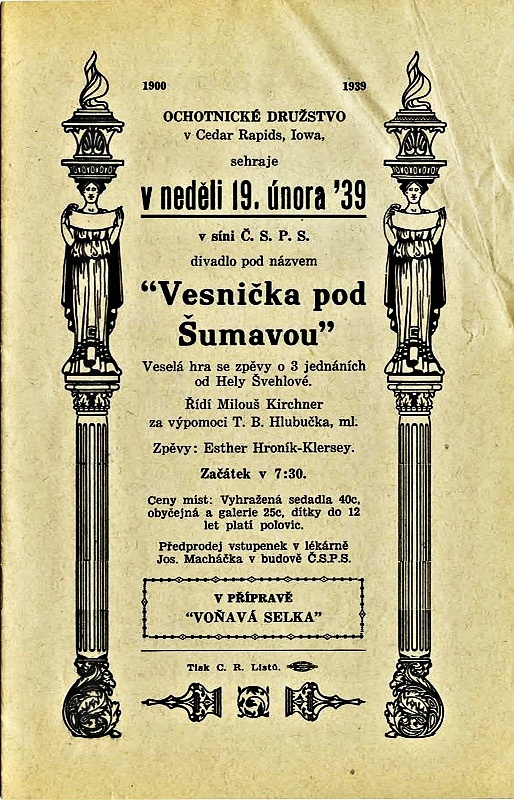 1900 1939
OCHOTNICKÉ DRUŽSTVO
v Cedar Rapids, Iowa,
sehraje
v neděli 19. února '39
v síni Č. S. P. S.
divadlo pod názvem
“Vesnička pod
Šumavou”
Veselá hra se zpěvy o 3 jednáních
od Hely Švehlové.
Řídí Milouš Kirchner
za výpomoci T. B. Hlubučka, ml.
Zpěvy: Esther Hroník-Klersey.
Začátek v 7:30.
Ceny míst: Vyhražená sedadla 40c,
obyčejná a galerie 25c, dítky do 12
let platí polovic.
Předprodej vstupenek v lékárně
Jos. Macháčka v budově Č.S.P.S.
V PŘÍPRAVĚ
“VOŇAVÁ SELKA”
Tisk C. R. Listů.